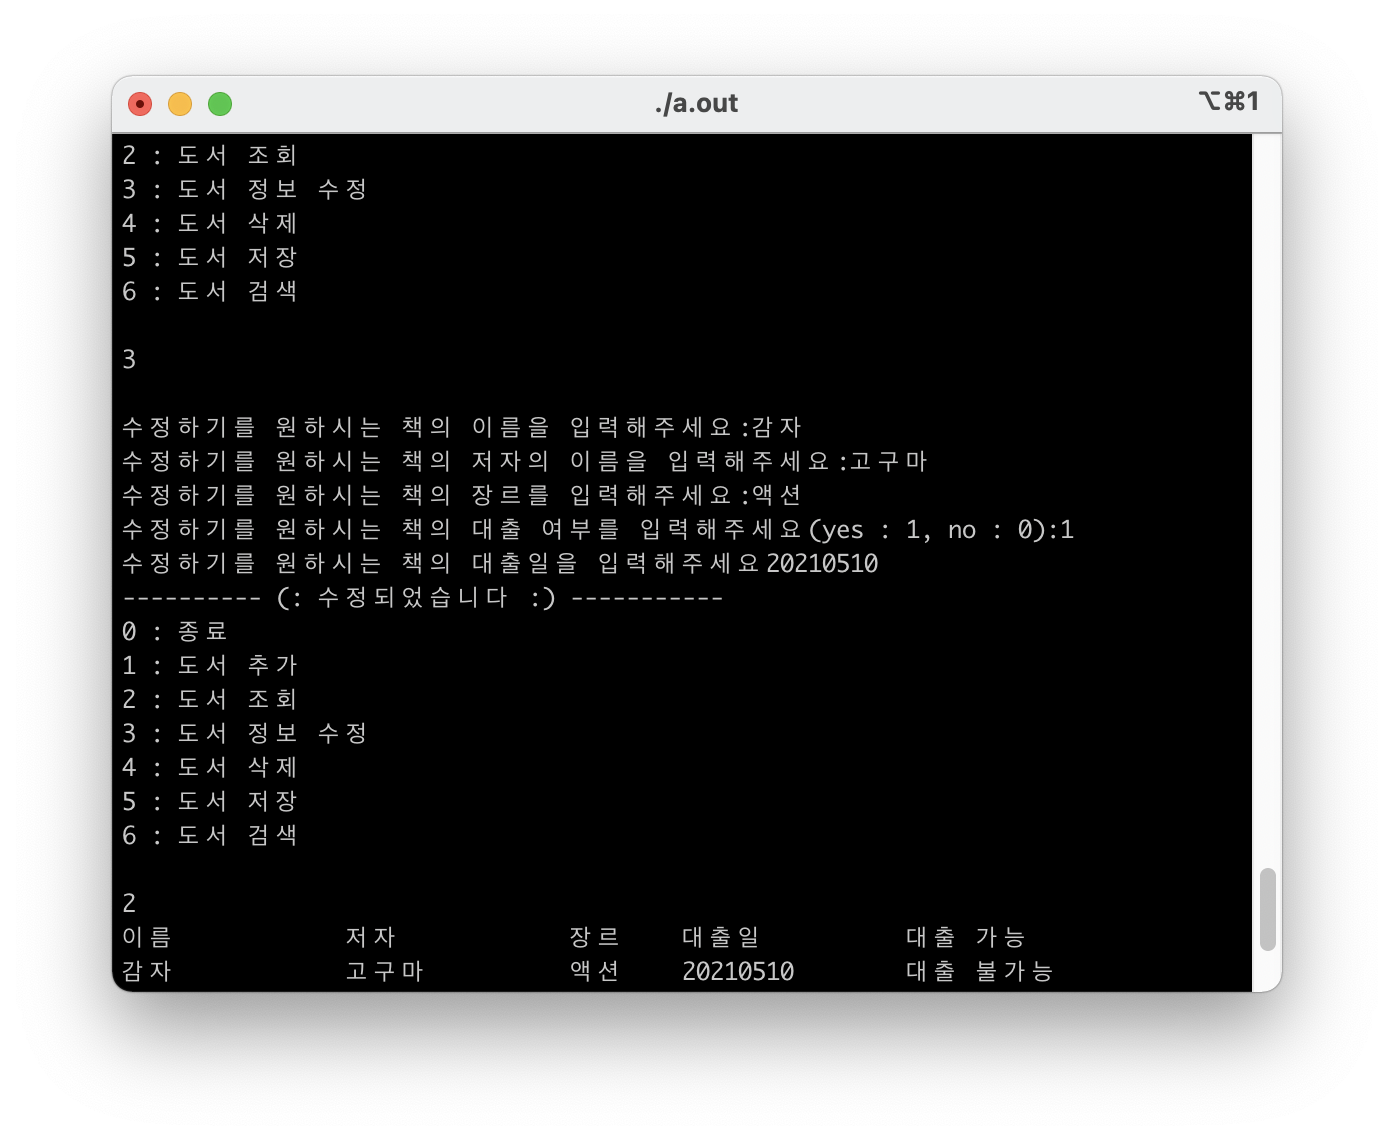 ./a.out
⌥⌘1
2 : 도서 조회
3 : 도서 정보 수정
4 : 도서 삭제
5 : 도서 저장
6 : 도서 검색
3
수정하기를 원하시는 책의 이름을 입력해주세요:감자
수정하기를 원하시는 책의 저자의 이름을 입력해주세요:고구마
수정하기를 원하시는 책의 장르를 입력해주세요:액션
수정하기를 원하시는 책의 대출 여부를 입력해주세요(yes : 1, no : 0):1
수정하기를 원하시는 책의 대출일을 입력해주세요20210510
---------- (: 수정되었습니다 :) -----------
0 : 종료
1 : 도서 추가
2 : 도서 조회
3 : 도서 정보 수정
4 : 도서 삭제
5 : 도서 저장
6 : 도서 검색
2
이름 저자 장르 대출일 대출 가능
감자 고구마 액션 20210510 대출 불가능